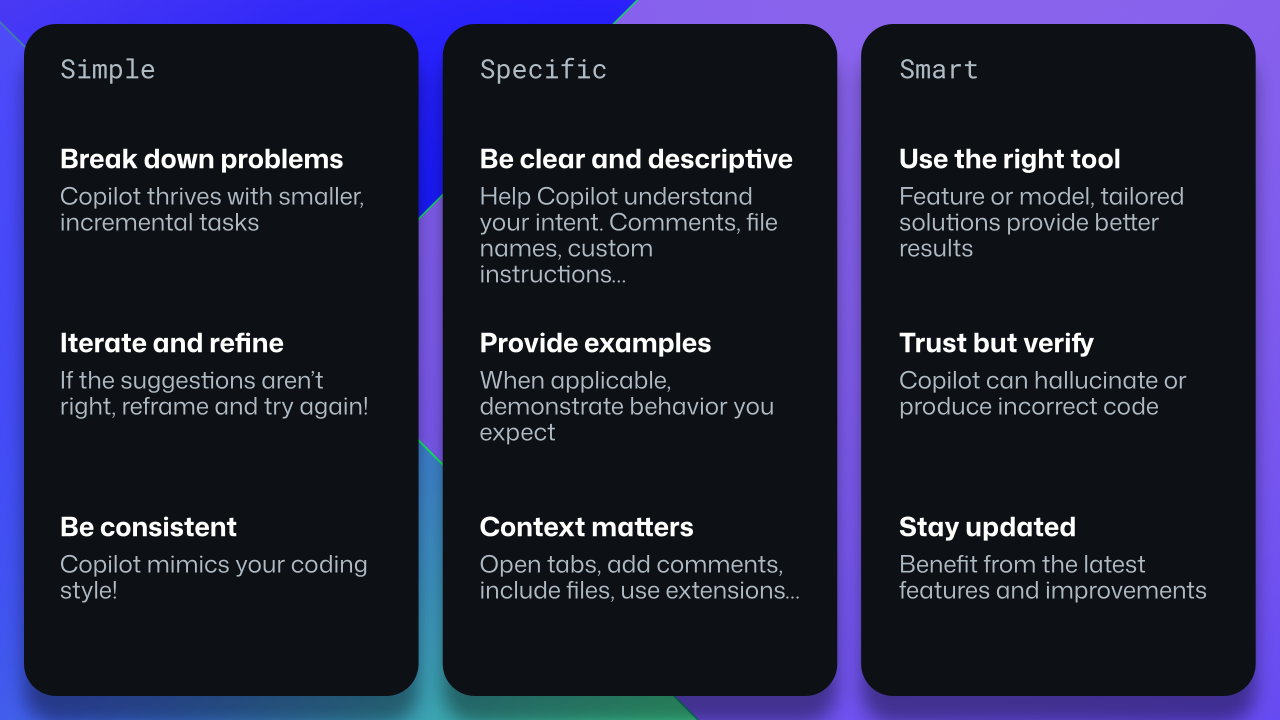 Simple
Break down problems
Copilot thrives with smaller,
incremental tasks
Iterate and refine
If the suggestions aren’t
right, reframe and try again!
Be consistent
Copilot mimics your coding
style!
Specific
Be clear and descriptive
Help Copilot understand
your intent. Comments, file
names, custom
instructions...
Provide examples
When applicable,
demonstrate behavior you
expect
Context matters
Open tabs, add comments,
include files, use extensions...
Smart
Use the right tool
Feature or model, tailored
solutions provide better
results
Trust but verify
Copilot can hallucinate or
produce incorrect code
Stay updated
Benefit from the latest
features and improvements